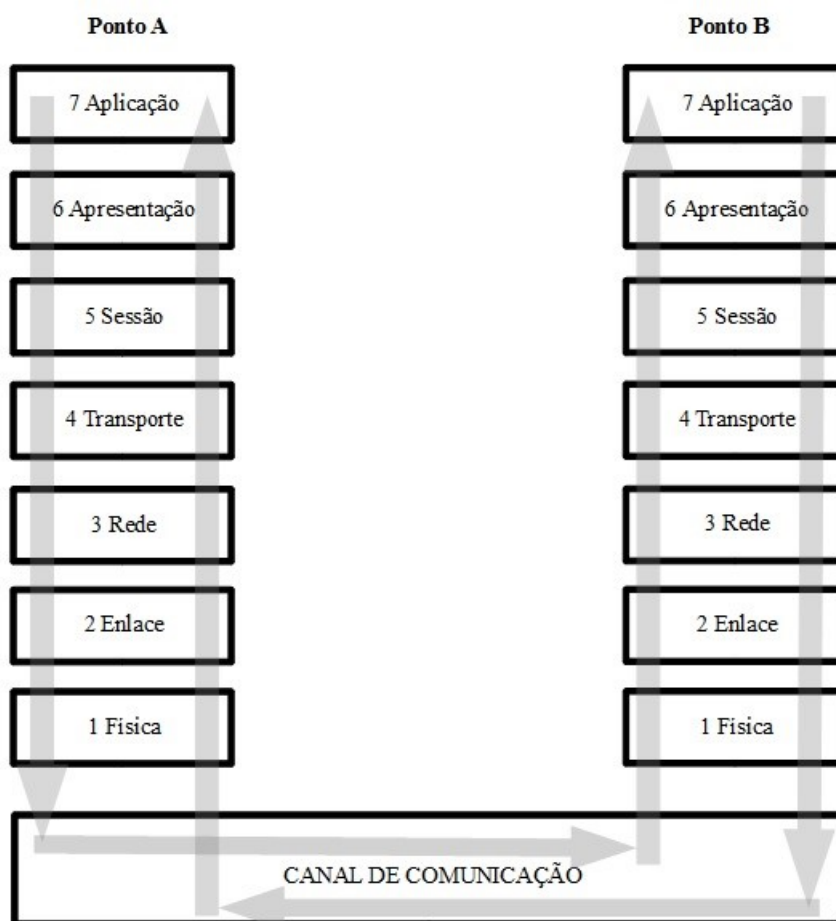 Ponto A
Ponto B
7 Aplicação
7 Aplicação
6 Apresentação
6 Apresentação
5 Sessão
5 Sessão
4 Transporte
4 Transporte
3 Rede
3 Rede
2 Enlace
2 Enlace
1 Física
1 Física
CANAL DE COMUNICAÇÃO